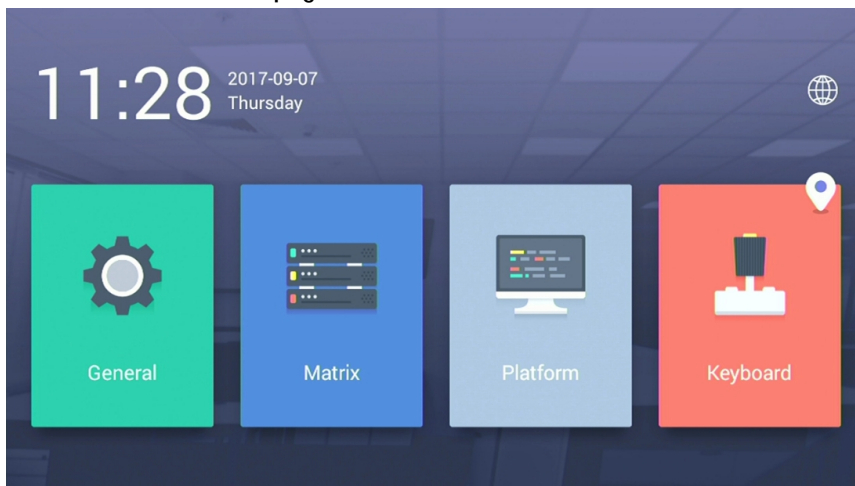 11:28
2017-09-07
Thursday
General
Matrix
Platform
Keyboard